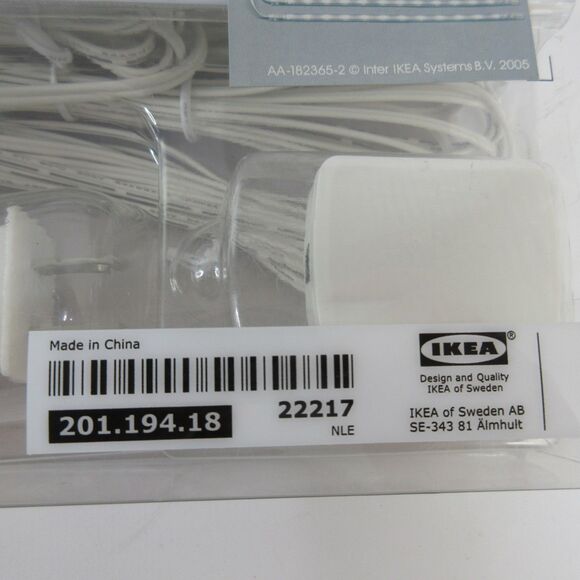 AA-182365-2 © Inter IKEA Systems B.V. 2005
Made in China
201.194.18
22217
NLE
IKEA®
Design and Quality
IKEA of Sweden
IKEA of Sweden AB
SE-343 81 Älmhult